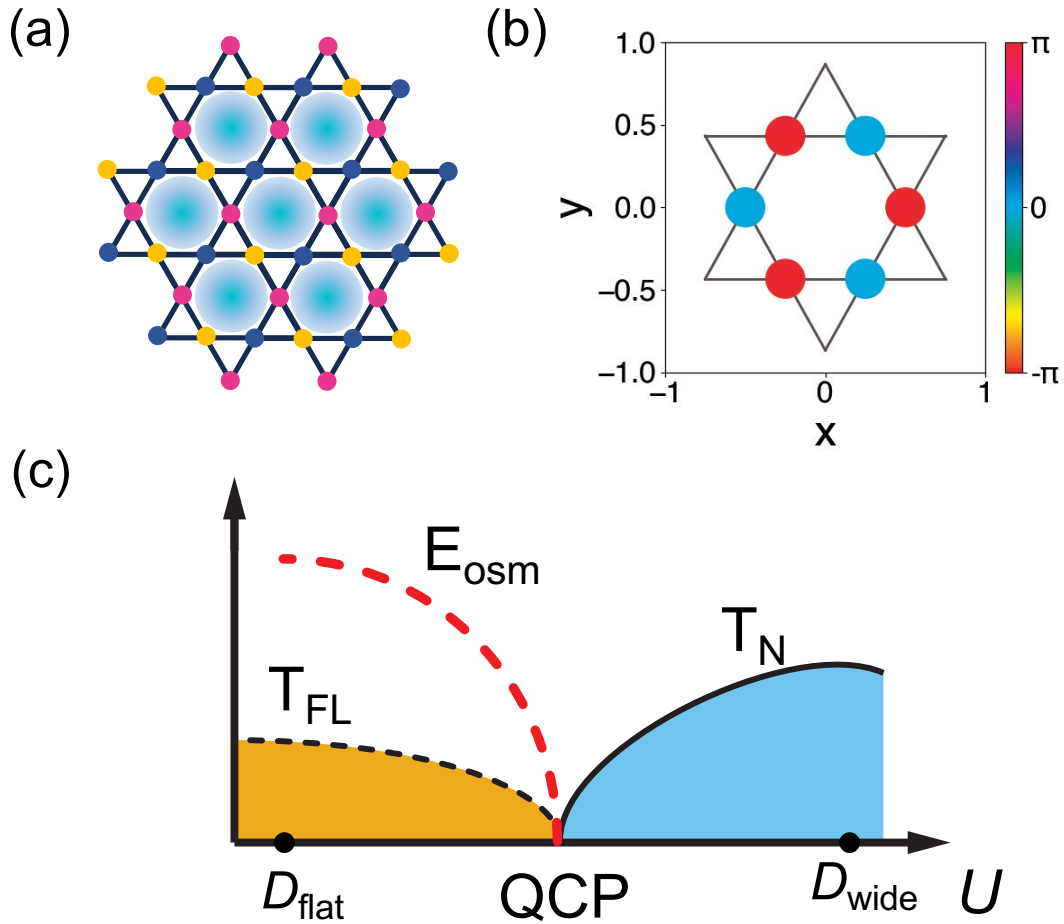 (a)
(b)
1.0
0.5
0.0
−0.5
−1.0
y
−1
0
1
x
π
0
-π
(c)
E_osm
T_FL
T_N
D_flat
QCP
D_wide
U